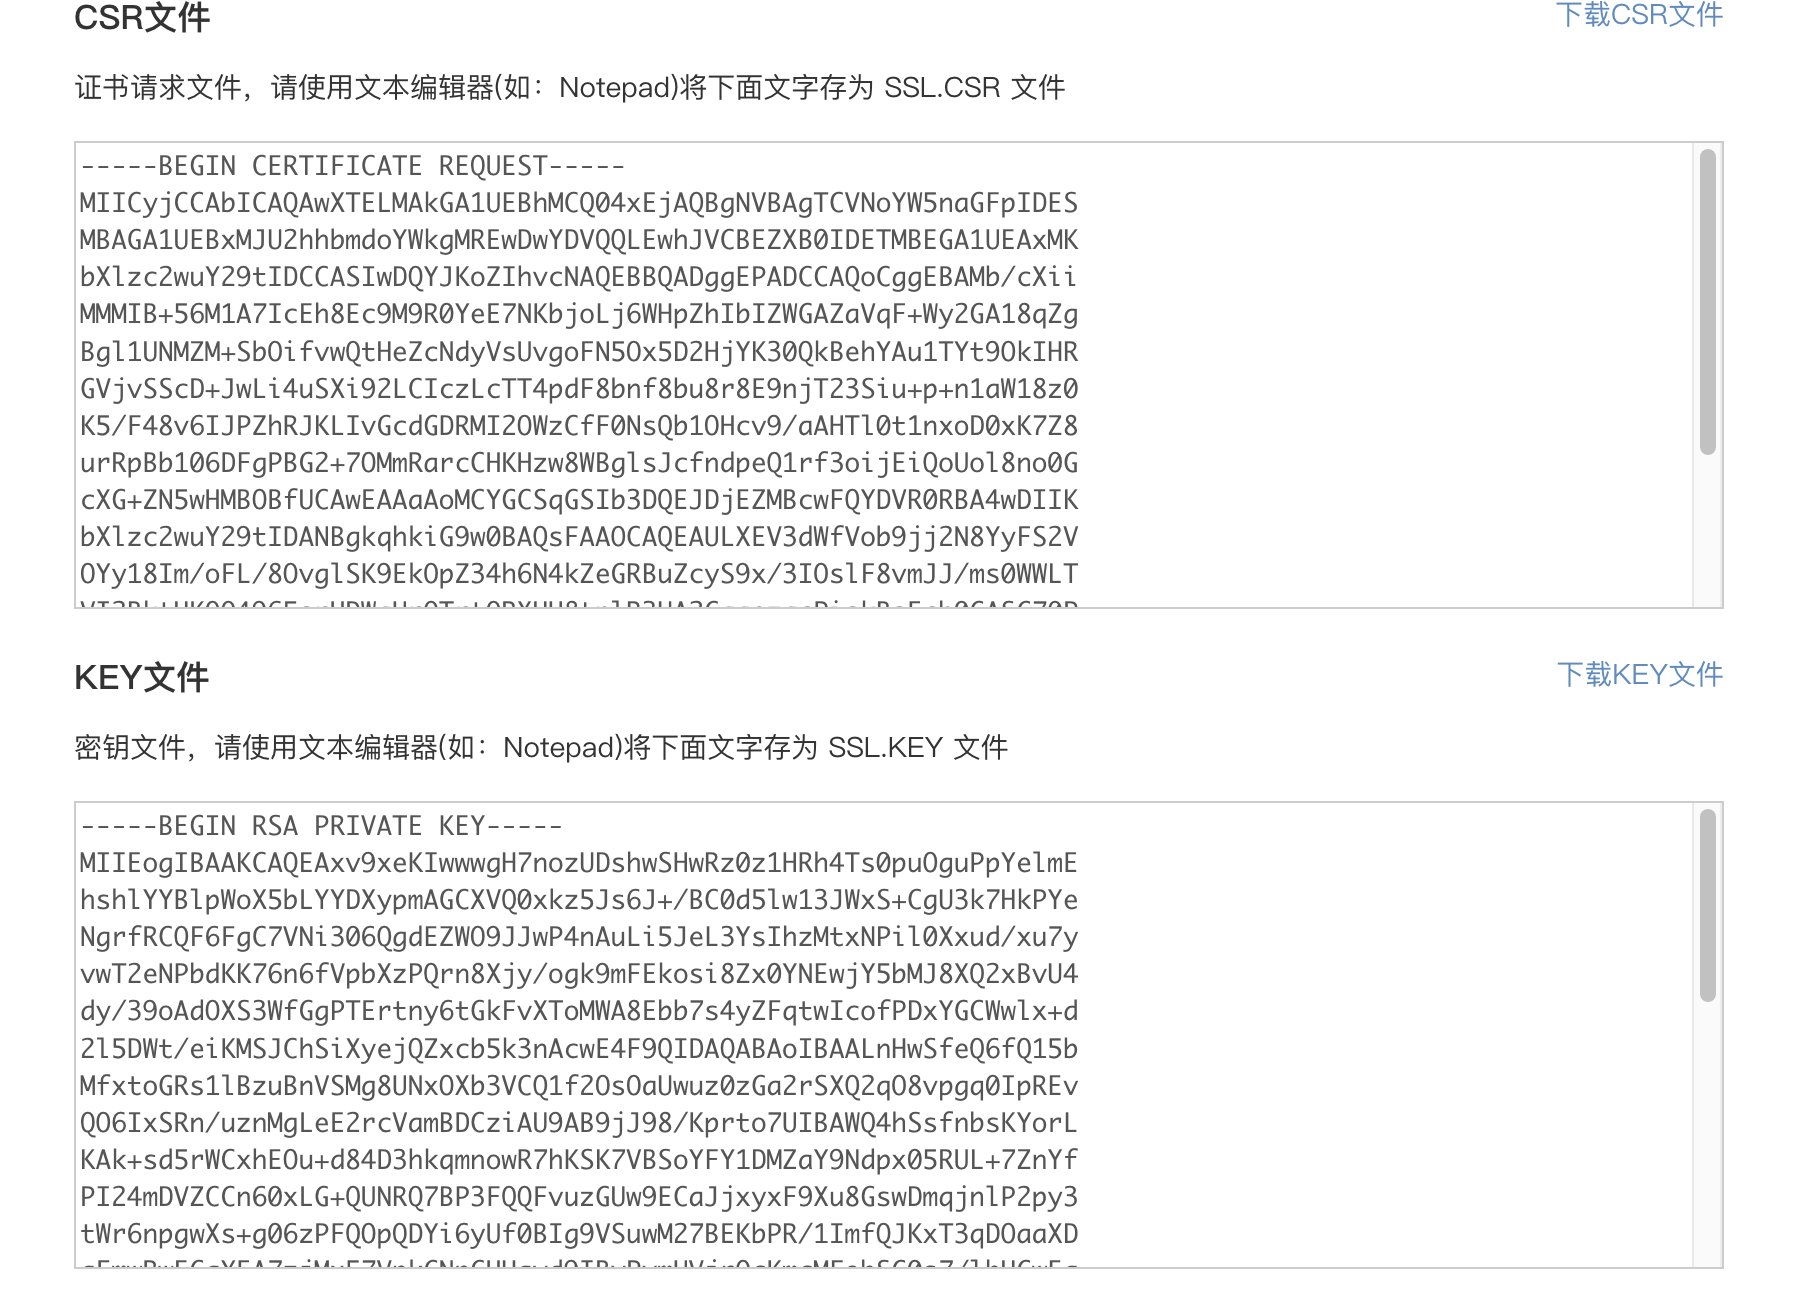 CSR文件
下载CSR文件
证书请求文件，请使用文本编辑器(如：Notepad)将下面文字存为 SSL.CSR 文件
-----BEGIN CERTIFICATE REQUEST-----
MIICyjCCAbICAQAwXTELMAkGA1UEBhMCQ04xEjAQBgNVBAgTCVNoYW5naGFpIDES
MBAGA1UEBxMJU2hhbmdoYWkgMREwDwYDVQQLEwhJVCBEZXB0IDETMBEGA1UEAxMK
bXlzc2wuY29tIDCCASIwDQYJKoZIhvcNAQEBBQADggEPADCCAQoCggEBAMb/cXii
MMMIB+56M1A7IcEh8Ec9M9R0YeE7NKbjoLj6WHpZhIbIZWGAZaVqF+Wy2GA18qZg
Bgl1UNMZM+SbOifvwQtHeZcNdyVsUvgoFN5Ox5D2HjYK30QkBehYAu1TYt9OkIHR
GVjvSScD+JwLi4uSXi92LCIczLcTT4pdF8bnf8bu8r8E9njT23Siu+p+n1aW18z0
K5/F48v6IJPZhRJKLIvGcdGDRMI2OWzCfF0NsQb1OHcv9/aAHTl0t1nxoD0xK7Z8
urRpBb106DFgPBG2+7OMmRarcCHKHzw8WBglsJcfndpeQ1rf3oijEiQoUol8no0G
cXG+ZN5wHMBOBfUCAwEAAaAoMCYGCSqGSIb3DQEJDjEZMBcwFQYDVR0RBA4wDIIK
bXlzc2wuY29tIDANBgkqhkiG9w0BAQsFAAOCAQEAULXEV3dWfVob9jj2N8YyFS2V
OYy18Im/oFL/8OvglSK9EkOpZ34h6N4kZeGRBuZcyS9x/3IOslF8vmJJ/ms0WWLT
KEY文件
下载KEY文件
密钥文件，请使用文本编辑器(如：Notepad)将下面文字存为 SSL.KEY 文件
-----BEGIN RSA PRIVATE KEY-----
MIIEogIBAAKCAQEAxv9xeKIwwwgH7nozUDshwSHwRz0z1HRh4Ts0puOguPpYelmE
hshlYYBlpWoX5bLYYDXypmAGCXVQ0xkz5Js6J+/BC0d5lw13JWxS+CgU3k7HkPYe
NgrfRCQF6FgC7VNi306QgdEZWO9JJwP4nAuLi5JeL3YsIhzMtxNPil0Xxud/xu7y
vwT2eNPbdKK76n6fVpbXzPQrn8Xjy/ogk9mFEkosi8Zx0YNEwjY5bMJ8XQ2xBvU4
dy/39oAdOXS3WfGgPTErtny6tGkFvXToMWA8Ebb7s4yZFqtwIcofPDxYGCWwlx+d
2l5DWt/eiKMSJChSiXyejQZxcb5k3nAcwE4F9QIDAQABAoIBAALnHwSfeQ6fQ15b
MfxtoGRs1lBzuBnVSMg8UNxOXb3VCQ1f2OsOaUwuz0zGa2rSXQ2qO8vpgq0IpREv
QO6IxSRn/uznMgLeE2rcVamBDCziAU9AB9jJ98/Kprto7UIBAWQ4hSsfnbsKYorL
KAk+sd5rWCxhEOu+d84D3hkqmnowR7hKSK7VBSoYFY1DMZaY9Ndpx05RUL+7ZnYf
PI24mDVZCCn60xLG+QUNRQ7BP3FQQFvuzGUw9ECaJjxyxF9Xu8GswDmqjnlP2py3
tWr6npgwXs+g06zPFQOpQDYi6yUf0BIg9VSuwM27BEKbPR/1ImfQJKxT3qDOaaXD